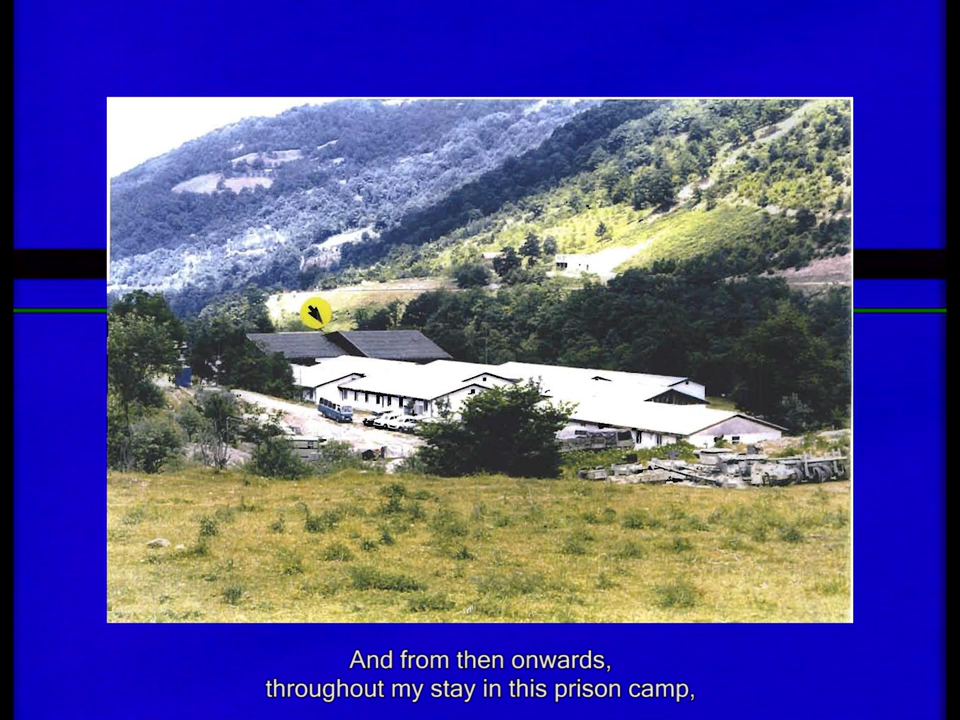 And from then onwards,
throughout my stay in this prison camp,